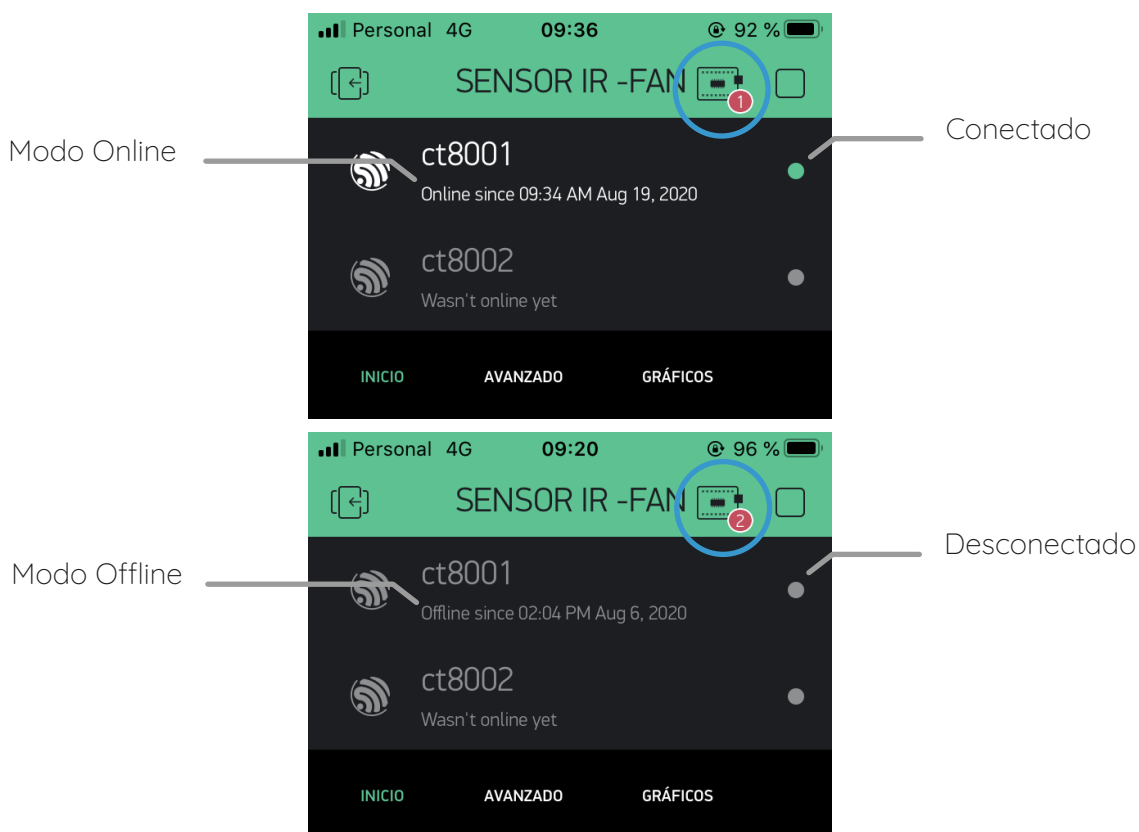 Personal 4G 09:36 92 %
SENSOR IR -FAN 1
Modo Online
Conectado
ct8001
Online since 09:34 AM Aug 19, 2020
ct8002
Wasn't online yet
INICIO AVANZADO GRÁFICOS
Personal 4G 09:20 96 %
SENSOR IR -FAN 2
Modo Offline
Desconectado
ct8001
Offline since 02:04 PM Aug 6, 2020
ct8002
Wasn't online yet
INICIO AVANZADO GRÁFICOS